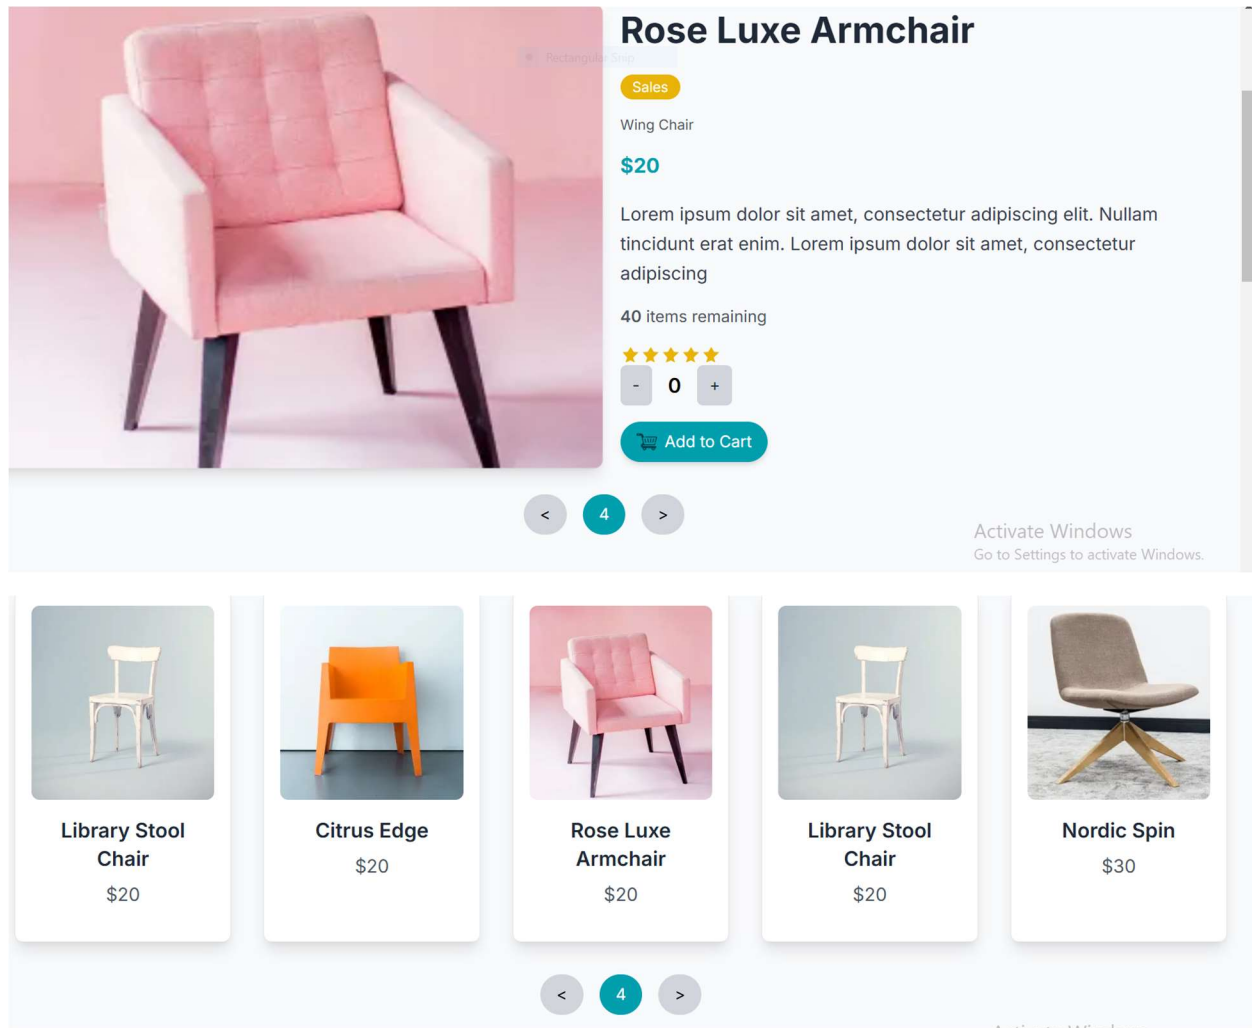 Rose Luxe Armchair
Rectangular Snip
Sales
Wing Chair
$20
Lorem ipsum dolor sit amet, consectetur adipiscing elit. Nullam
tincidunt erat enim. Lorem ipsum dolor sit amet, consectetur
adipiscing
40 items remaining
- 0 +
Add to Cart
< 4 >
Activate Windows
Go to Settings to activate Windows.
Library Stool
Chair
$20
Citrus Edge
$20
Rose Luxe
Armchair
$20
Library Stool
Chair
$20
Nordic Spin
$30
< 4 >